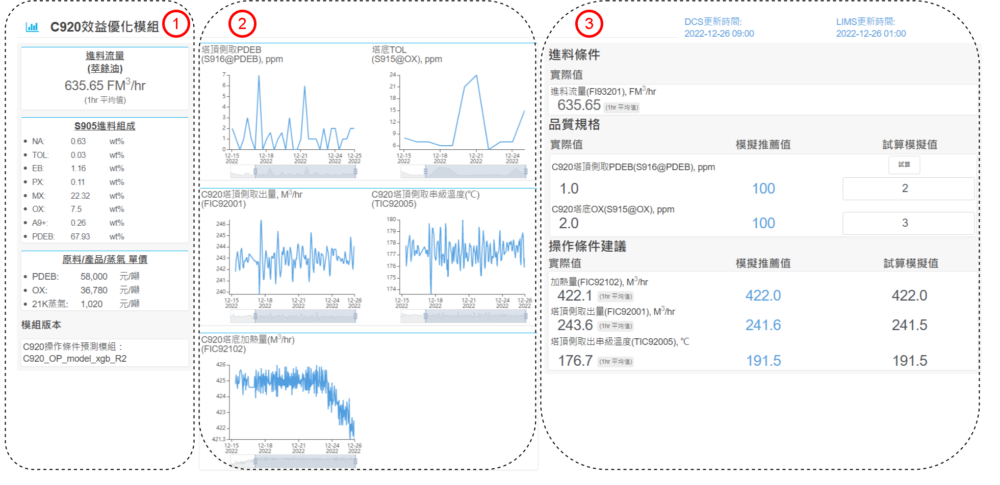 C920效益優化模組
1
進料流量
(萃餘油)
635.65 FM3/hr
(1hr 平均值)
S905進料組成
NA: 0.63 wt%
TOL: 0.03 wt%
EB: 1.16 wt%
PX: 0.11 wt%
MX: 22.32 wt%
OX: 7.5 wt%
A9+: 0.26 wt%
PDEB: 67.93 wt%
原料/產品/蒸氣 單價
PDEB: 58,000 元/噸
OX: 36,780 元/噸
21K蒸氣: 1,020 元/噸
模組版本
C920操作條件預測模組：
C920_OP_model_xgb_R2
2
塔頂側取PDEB
(S916@PDEB), ppm
7
6
5
4
3
2
1
0
12-15 12-18 12-21 12-24 12-25
2022 2022 2022 2022 2022
塔底TOL
(S915@OX), ppm
24
21
18
15
12
9
6
12-15 12-18 12-21 12-24
2022 2022 2022 2022
C920塔頂側取出量, M3/hr
(FIC92001)
246
245
244
243
242
241
240
12-15 12-18 12-21 12-24 12-26
2022 2022 2022 2022 2022
C920塔頂側取串級溫度(℃)
(TIC92005)
180
179
178
177
176
175
174
12-15 12-18 12-21 12-24 12-26
2022 2022 2022 2022 2022
C920塔底加熱量(M3/hr)
(FIC92102)
426
425
424
423
422
421.3
12-15 12-18 12-21 12-24 12-26
2022 2022 2022 2022 2022
3
DCS更新時間:
2022-12-26 09:00
LIMS更新時間:
2022-12-26 01:00
進料條件
實際值
進料流量(FI93201), FM3/hr
635.65 (1hr 平均值)
品質規格
實際值 模擬推薦值 試算模擬值
C920塔頂側取PDEB(S916@PDEB), ppm 試算
1.0 100 2
C920塔底OX(S915@OX), ppm
2.0 100 3
操作條件建議
實際值 模擬推薦值 試算模擬值
加熱量(FIC92102), M3/hr
422.1 (1hr 平均值) 422.0 422.0
塔頂側取出量(FIC92001), M3/hr
243.6 (1hr 平均值) 241.6 241.5
塔頂側取出串級溫度(TIC92005), ℃
176.7 (1hr 平均值) 191.5 191.5